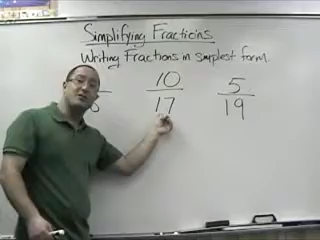 Simplifying Fractions
Writing Fractions in simplest form.
10 5
17 19